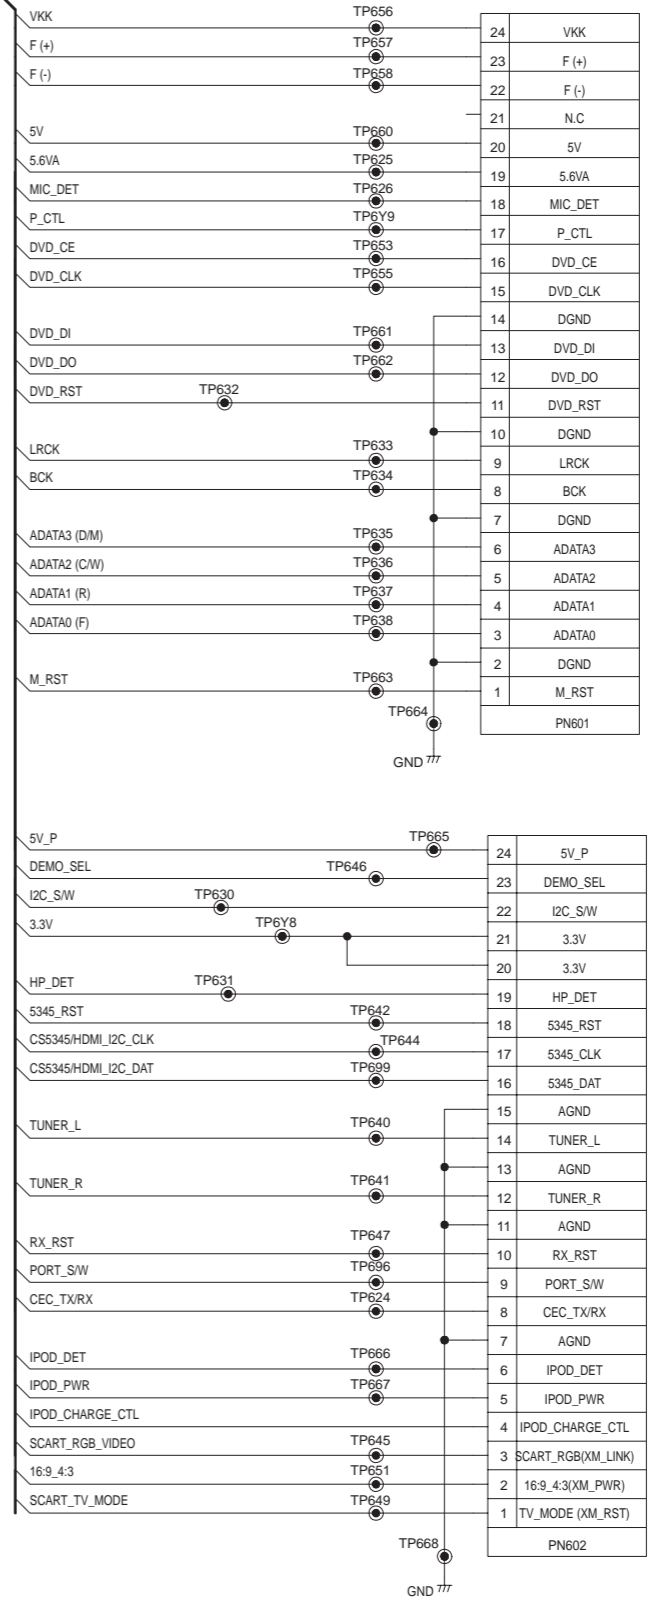 VKK TP656 24 VKK
F (+) TP657 23 F (+)
F (-) TP658 22 F (-)
21 N.C
5V TP660 20 5V
5.6VA TP625 19 5.6VA
MIC_DET TP626 18 MIC_DET
P_CTL TP6Y9 17 P_CTL
DVD_CE TP653 16 DVD_CE
DVD_CLK TP655 15 DVD_CLK
14 DGND
DVD_DI TP661 13 DVD_DI
DVD_DO TP662 12 DVD_DO
DVD_RST TP632 11 DVD_RST
10 DGND
LRCK TP633 9 LRCK
BCK TP634 8 BCK
7 DGND
ADATA3 (D/M) TP635 6 ADATA3
ADATA2 (C/W) TP636 5 ADATA2
ADATA1 (R) TP637 4 ADATA1
ADATA0 (F) TP638 3 ADATA0
2 DGND
M_RST TP663 1 M_RST
TP664 PN601
GND
5V_P TP665 24 5V_P
DEMO_SEL TP646 23 DEMO_SEL
I2C_S/W TP630 22 I2C_S/W
3.3V TP6Y8 21 3.3V
20 3.3V
HP_DET TP631 19 HP_DET
5345_RST TP642 18 5345_RST
CS5345/HDMI_I2C_CLK TP644 17 5345_CLK
CS5345/HDMI_I2C_DAT TP699 16 5345_DAT
15 AGND
TUNER_L TP640 14 TUNER_L
13 AGND
TUNER_R TP641 12 TUNER_R
11 AGND
RX_RST TP647 10 RX_RST
PORT_S/W TP696 9 PORT_S/W
CEC_TX/RX TP624 8 CEC_TX/RX
7 AGND
IPOD_DET TP666 6 IPOD_DET
IPOD_PWR TP667 5 IPOD_PWR
IPOD_CHARGE_CTL 4 IPOD_CHARGE_CTL
SCART_RGB_VIDEO TP645 3 SCART_RGB(XM_LINK)
16:9_4:3 TP651 2 16:9_4:3(XM_PWR)
SCART_TV_MODE TP649 1 TV_MODE (XM_RST)
TP668 PN602
GND